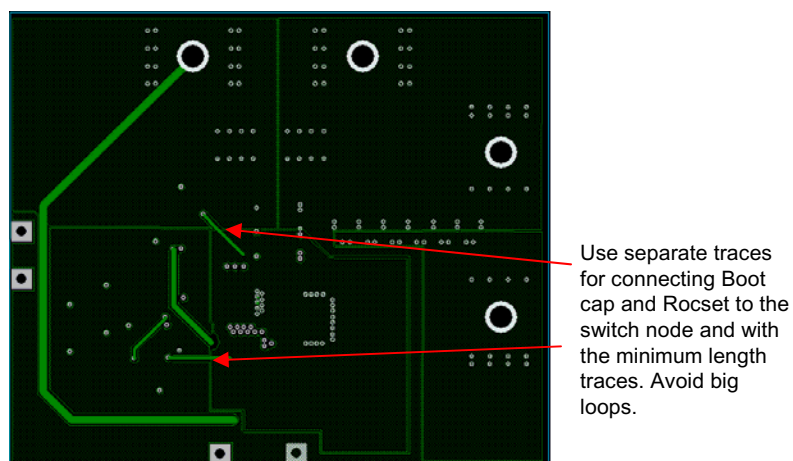 Use separate traces
for connecting Boot
cap and Rocset to the
switch node and with
the minimum length
traces. Avoid big
loops.